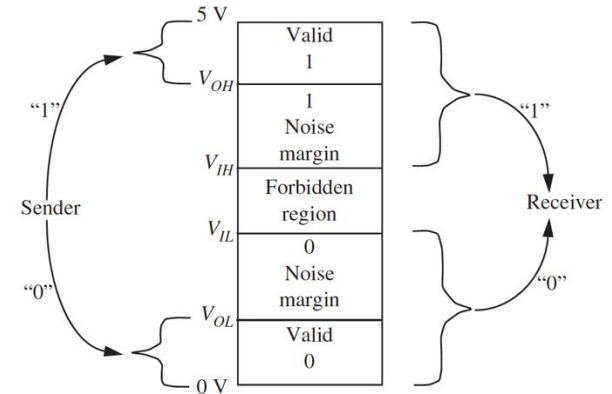 5 V
Valid
1
V_OH
“1”
1
Noise
margin
“1”
V_IH
Forbidden
region
Sender
Receiver
V_IL
0
Noise
margin
“0”
“0”
V_OL
Valid
0
0 V